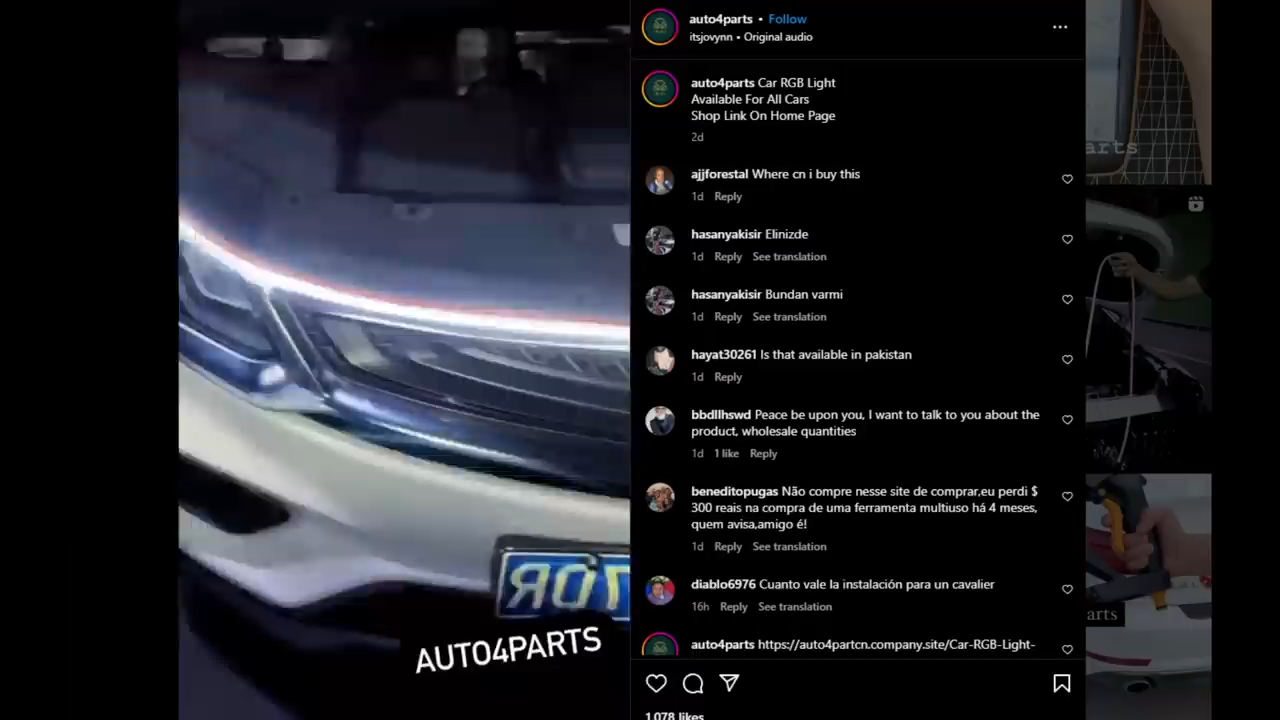 auto4parts • Follow
itsjovynn • Original audio
auto4parts Car RGB Light
Available For All Cars
Shop Link On Home Page
2d
ajjforestal Where cn i buy this
1d Reply
hasanyakisir Elinizde
1d Reply See translation
hasanyakisir Bundan varmi
1d Reply See translation
hayat30261 Is that available in pakistan
1d Reply
bbdllhswd Peace be upon you, I want to talk to you about the
product, wholesale quantities
1d 1 like Reply
beneditopugas Não compre nesse site de comprar,eu perdi $
300 reais na compra de uma ferramenta multiuso há 4 meses,
quem avisa,amigo é!
1d Reply See translation
diablo6976 Cuanto vale la instalación para un cavalier
16h Reply See translation
auto4parts https://auto4partcn.company.site/Car-RGB-Light-
1,078 likes
AUTO4PARTS
arts
arts